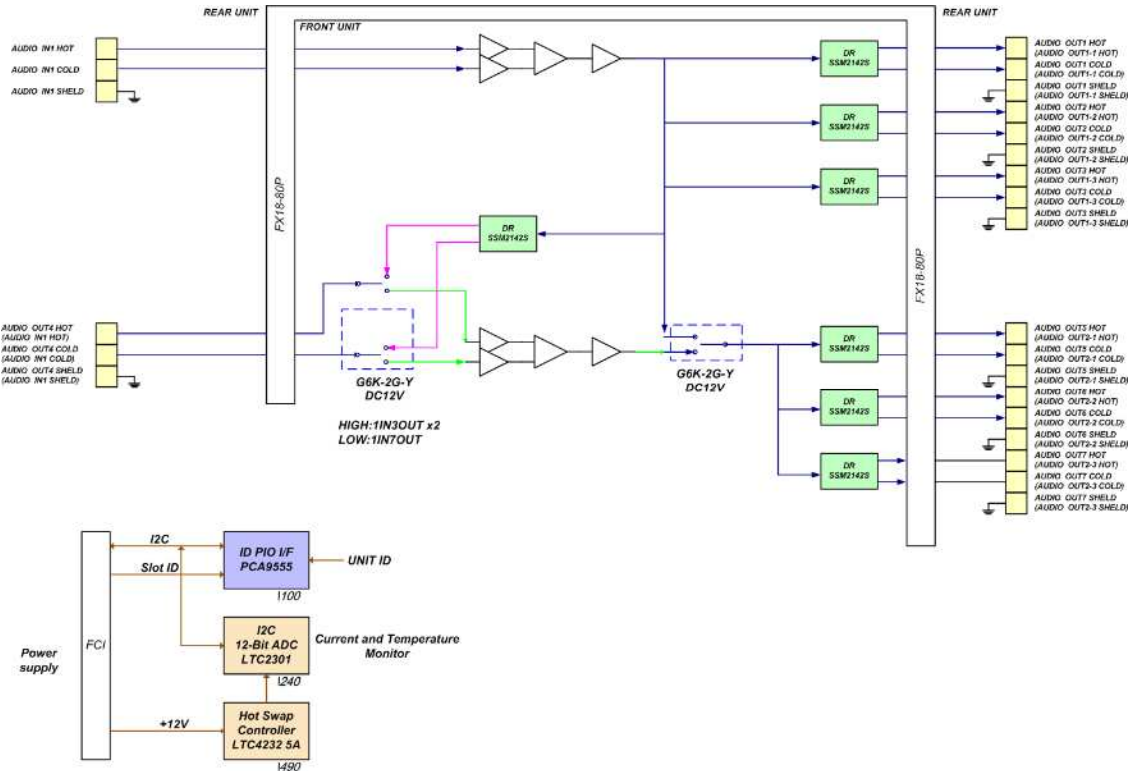 REAR UNIT
REAR UNIT
FRONT UNIT
AUDIO IN1 HOT
AUDIO IN1 COLD
AUDIO IN1 SHELD
FX18-80P
DR
SSM2142S
DR
SSM2142S
DR
SSM2142S
DR
SSM2142S
FX18-80P
AUDIO OUT1 HOT
(AUDIO OUT1-1 HOT)
AUDIO OUT1 COLD
(AUDIO OUT1-1 COLD)
AUDIO OUT1 SHELD
(AUDIO OUT1-1 SHELD)
AUDIO OUT2 HOT
(AUDIO OUT1-2 HOT)
AUDIO OUT2 COLD
(AUDIO OUT1-2 COLD)
AUDIO OUT2 SHELD
(AUDIO OUT1-2 SHELD)
AUDIO OUT3 HOT
(AUDIO OUT1-3 HOT)
AUDIO OUT3 COLD
(AUDIO OUT1-3 COLD)
AUDIO OUT3 SHELD
(AUDIO OUT1-3 SHELD)
AUDIO OUT4 HOT
(AUDIO IN1 HOT)
AUDIO OUT4 COLD
(AUDIO IN1 COLD)
AUDIO OUT4 SHELD
(AUDIO IN1 SHELD)
G6K-2G-Y
DC12V
HIGH:1IN3OUT x2
LOW:1IN7OUT
G6K-2G-Y
DC12V
DR
SSM2142S
DR
SSM2142S
DR
SSM2142S
AUDIO OUT5 HOT
(AUDIO OUT2-1 HOT)
AUDIO OUT5 COLD
(AUDIO OUT2-1 COLD)
AUDIO OUT5 SHELD
(AUDIO OUT2-1 SHELD)
AUDIO OUT6 HOT
(AUDIO OUT2-2 HOT)
AUDIO OUT6 COLD
(AUDIO OUT2-2 COLD)
AUDIO OUT6 SHELD
(AUDIO OUT2-2 SHELD)
AUDIO OUT7 HOT
(AUDIO OUT2-3 HOT)
AUDIO OUT7 COLD
(AUDIO OUT2-3 COLD)
AUDIO OUT7 SHELD
(AUDIO OUT2-3 SHELD)
Power
supply
FCI
I2C
Slot ID
+12V
ID PIO I/F
PCA9555
\100
UNIT ID
I2C
12-Bit ADC
LTC2301
\240
Current and Temperature
Monitor
Hot Swap
Controller
LTC4232 5A
\490